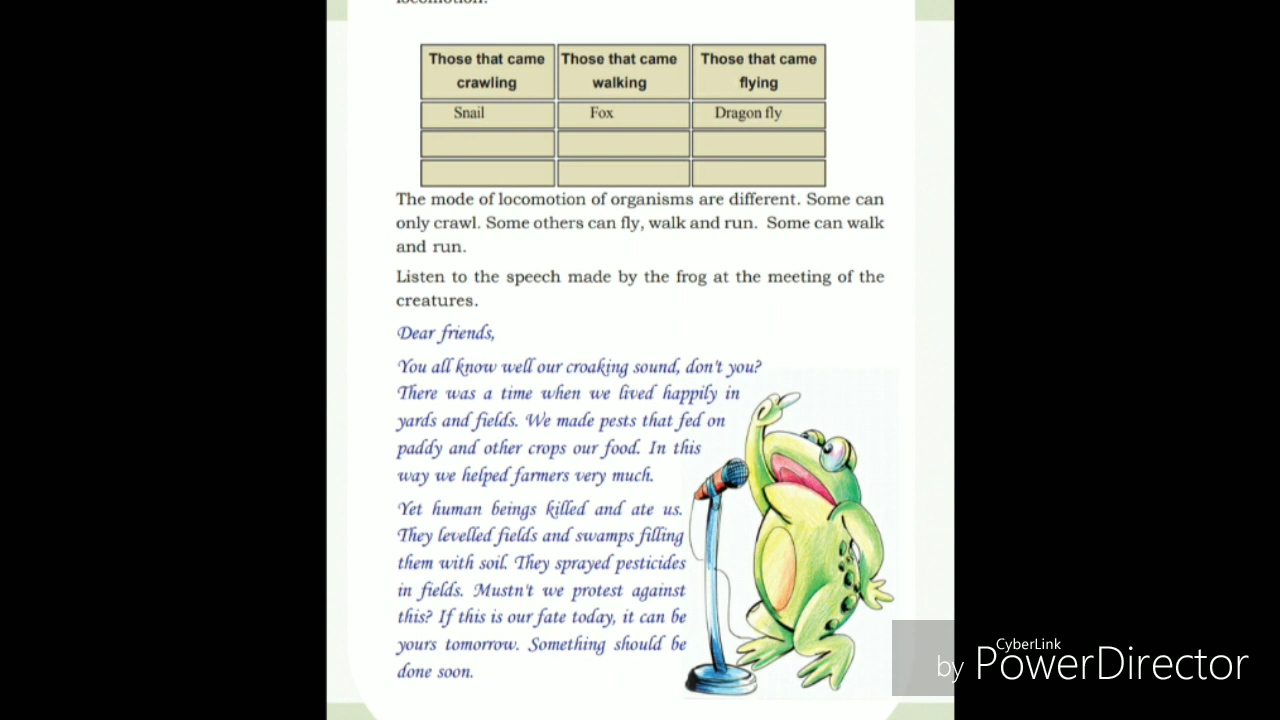 locomotion.
Those that came crawling
Those that came walking
Those that came flying
Snail
Fox
Dragon fly
The mode of locomotion of organisms are different. Some can
only crawl. Some others can fly, walk and run. Some can walk
and run.
Listen to the speech made by the frog at the meeting of the
creatures.
Dear friends,
You all know well our croaking sound, don't you?
There was a time when we lived happily in
yards and fields. We made pests that fed on
paddy and other crops our food. In this
way we helped farmers very much.
Yet human beings killed and ate us.
They levelled fields and swamps filling
them with soil. They sprayed pesticides
in fields. Mustn't we protest against
this? If this is our fate today, it can be
yours tomorrow. Something should be
done soon.
by CyberLink
PowerDirector